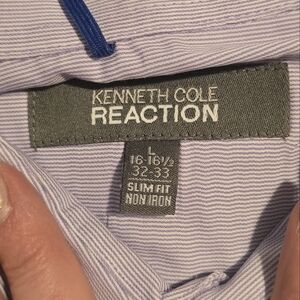 KENNETH COLE
REACTION
L
16-16½
32-33
SLIM FIT
NON IRON